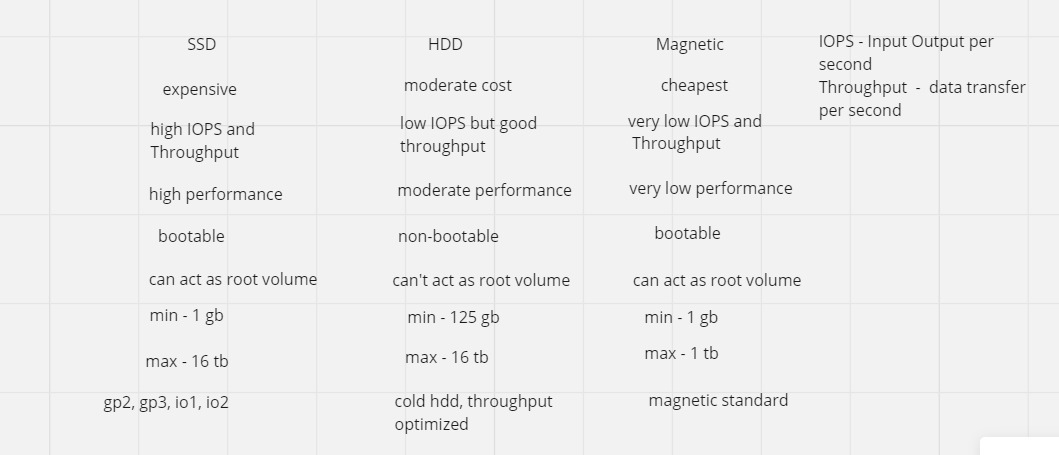 SSD
HDD
Magnetic
IOPS - Input Output per
second
Throughput - data transfer
per second
expensive
moderate cost
cheapest
high IOPS and
Throughput
low IOPS but good
throughput
very low IOPS and
Throughput
high performance
moderate performance
very low performance
bootable
non-bootable
bootable
can act as root volume
can't act as root volume
can act as root volume
min - 1 gb
min - 125 gb
min - 1 gb
max - 16 tb
max - 16 tb
max - 1 tb
gp2, gp3, io1, io2
cold hdd, throughput
optimized
magnetic standard